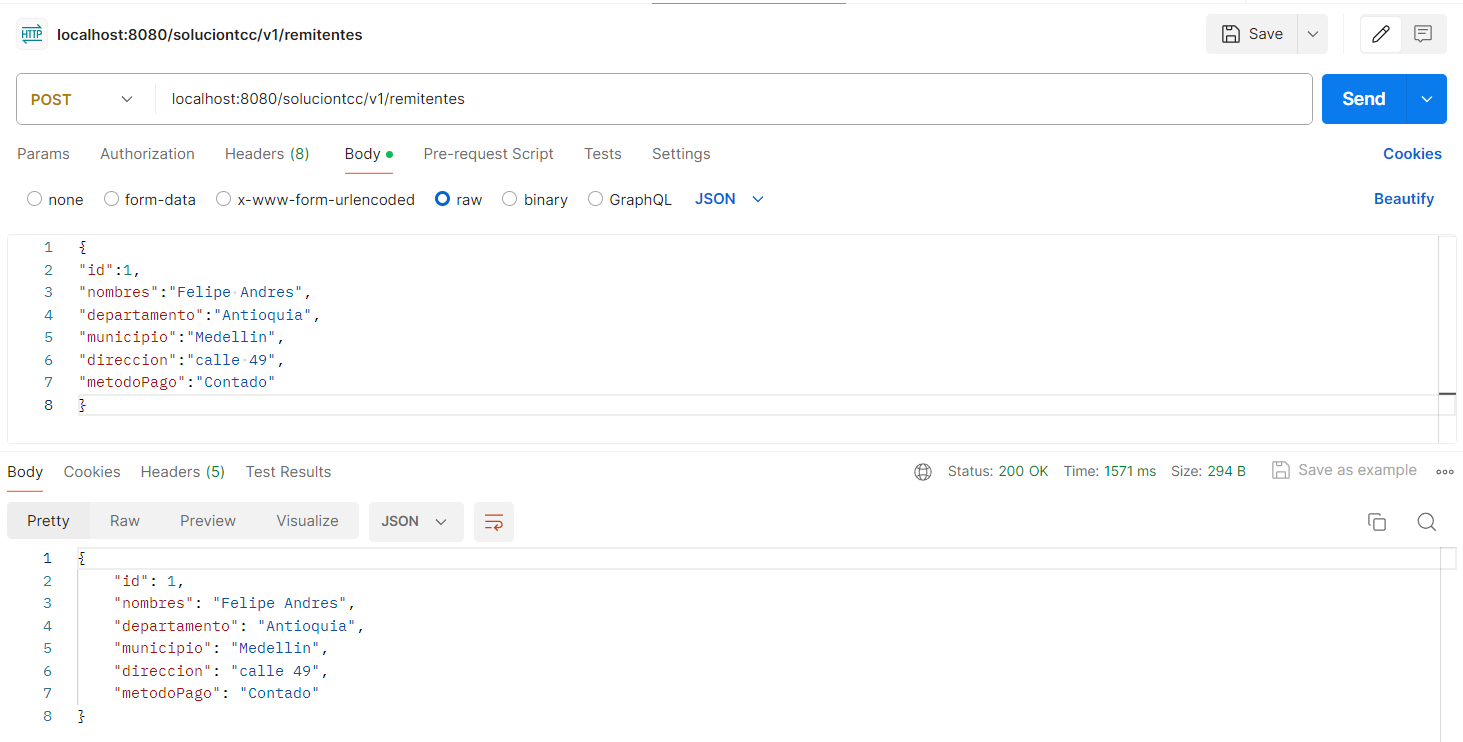 HTTP localhost:8080/soluciontcc/v1/remitentes Save
POST localhost:8080/soluciontcc/v1/remitentes Send
Params Authorization Headers (8) Body Pre-request Script Tests Settings Cookies
none form-data x-www-form-urlencoded raw binary GraphQL JSON Beautify
1 {
2 "id":1,
3 "nombres":"Felipe Andres",
4 "departamento":"Antioquia",
5 "municipio":"Medellin",
6 "direccion":"calle 49",
7 "metodoPago":"Contado"
8 }
Body Cookies Headers (5) Test Results Status: 200 OK Time: 1571 ms Size: 294 B Save as example
Pretty Raw Preview Visualize JSON
1 {
2 "id": 1,
3 "nombres": "Felipe Andres",
4 "departamento": "Antioquia",
5 "municipio": "Medellin",
6 "direccion": "calle 49",
7 "metodoPago": "Contado"
8 }